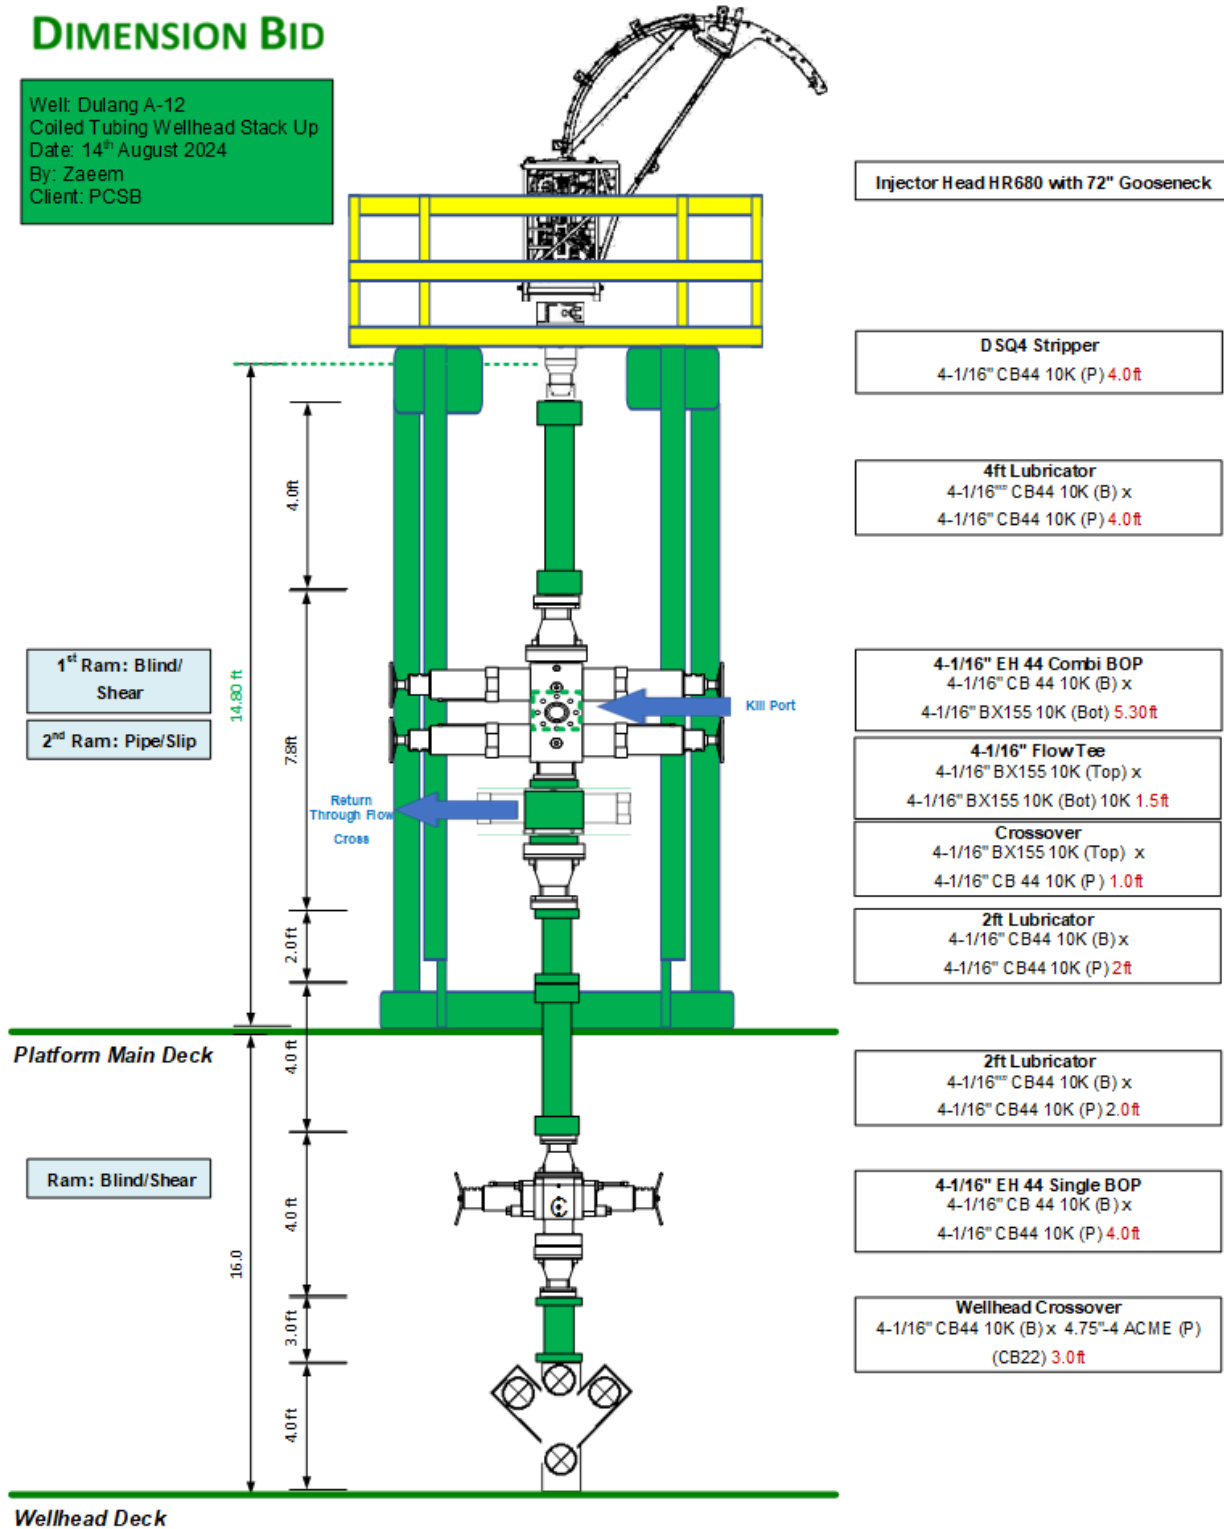 DIMENSION BID
Well: Dulang A-12
Coiled Tubing Wellhead Stack Up
Date: 14th August 2024
By: Zaeem
Client: PCSB
Injector Head HR680 with 72" Gooseneck
DSQ4 Stripper
4-1/16" CB44 10K (P) 4.0ft
4ft Lubricator
4-1/16"" CB44 10K (B) x
4-1/16" CB44 10K (P) 4.0ft
4.0ft
1st Ram: Blind/
Shear
2nd Ram: Pipe/Slip
14.80 ft
7.8ft
Kill Port
Return
Through Flow
Cross
4-1/16" EH 44 Combi BOP
4-1/16" CB 44 10K (B) x
4-1/16" BX155 10K (Bot) 5.30ft
4-1/16" Flow Tee
4-1/16" BX155 10K (Top) x
4-1/16" BX155 10K (Bot) 10K 1.5ft
Crossover
4-1/16" BX155 10K (Top) x
4-1/16" CB 44 10K (P) 1.0ft
2ft Lubricator
4-1/16" CB44 10K (B) x
4-1/16" CB44 10K (P) 2ft
2.0ft
Platform Main Deck
4.0ft
2ft Lubricator
4-1/16"" CB44 10K (B) x
4-1/16" CB44 10K (P) 2.0ft
Ram: Blind/Shear
4.0ft
16.0
4-1/16" EH 44 Single BOP
4-1/16" CB 44 10K (B) x
4-1/16" CB44 10K (P) 4.0ft
3.0ft
Wellhead Crossover
4-1/16" CB44 10K (B) x 4.75"-4 ACME (P)
(CB22) 3.0ft
4.0ft
Wellhead Deck